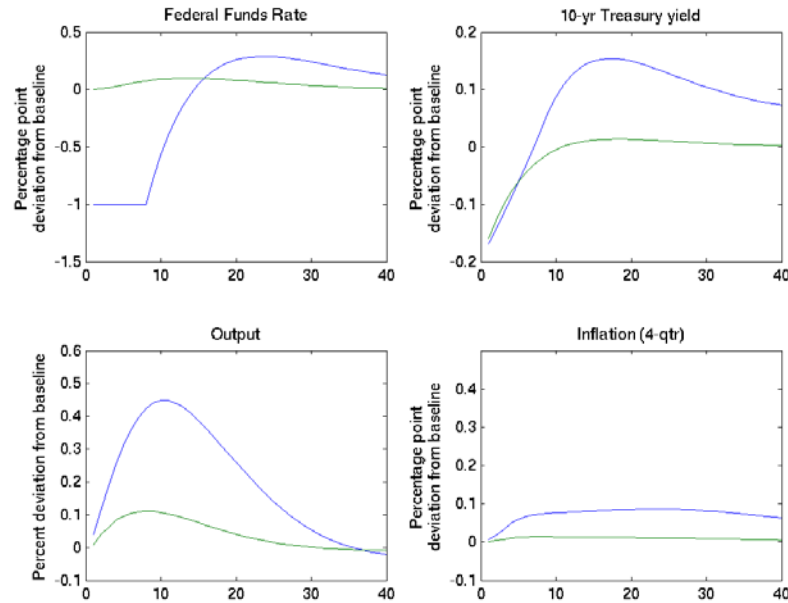 Federal Funds Rate
Percentage point
deviation from baseline
0.5
0
-0.5
-1
-1.5
0 10 20 30 40
10-yr Treasury yield
Percentage point
deviation from baseline
0.2
0.1
0
-0.1
-0.2
0 10 20 30 40
Output
Percent deviation from baseline
0.6
0.5
0.4
0.3
0.2
0.1
0
-0.1
0 10 20 30 40
Inflation (4-qtr)
Percentage point
deviation from baseline
0.4
0.3
0.2
0.1
0
-0.1
0 10 20 30 40